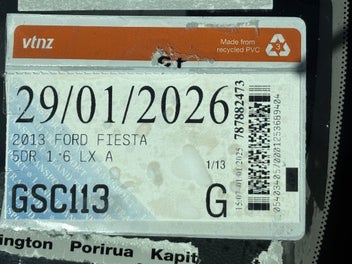 vtnz
Made from
recycled PVC
3
29/01/2026
2013 FORD FIESTA
5DR 1·6 LX A
1/13
GSC113
G
787882473
ington Porirua Kapit